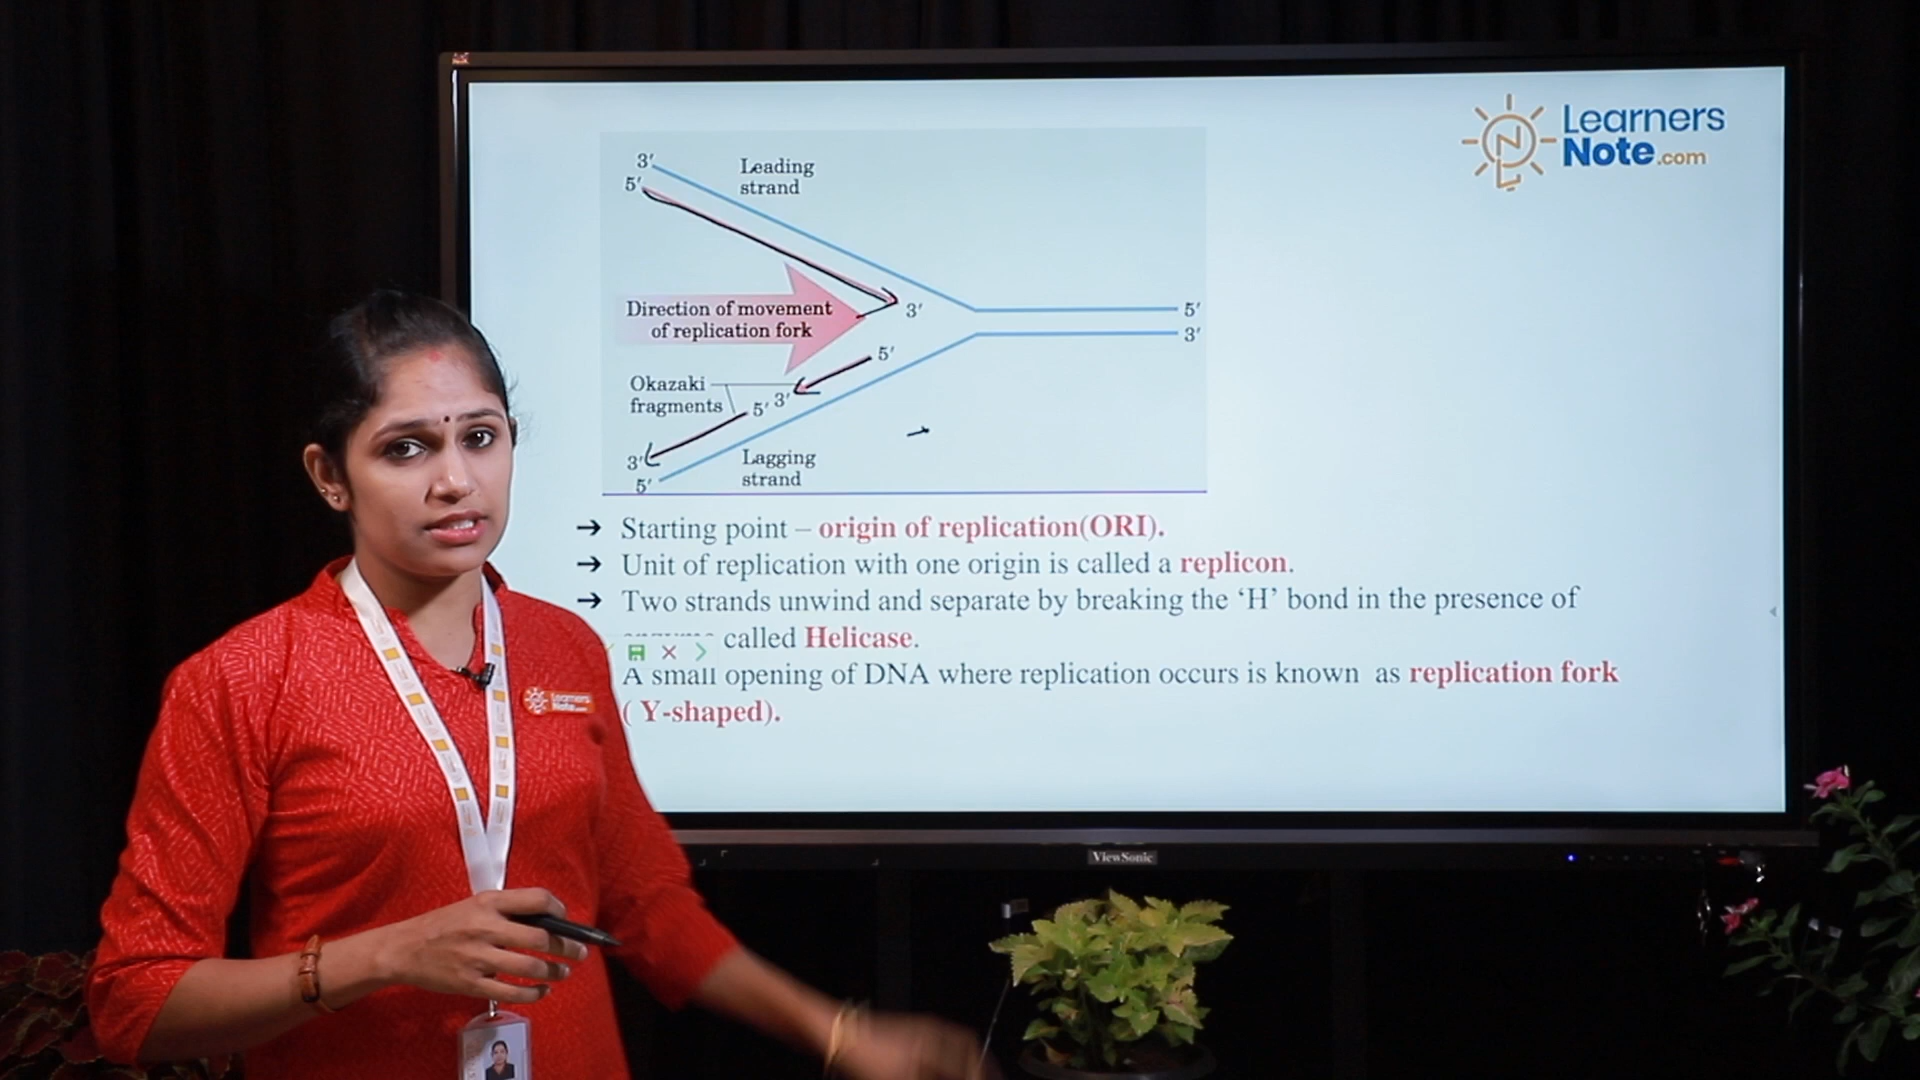 Learners
Note.com
3′
5′
Leading
strand
Direction of movement
of replication fork
3′
5′
3′
5′
Okazaki
fragments
5′ 3′
3′
5′
Lagging
strand
➔ Starting point – origin of replication(ORI).
➔ Unit of replication with one origin is called a replicon.
➔ Two strands unwind and separate by breaking the ‘H’ bond in the presence of
called Helicase.
A small opening of DNA where replication occurs is known as replication fork
( Y-shaped).
Learners
Note.com
ViewSonic